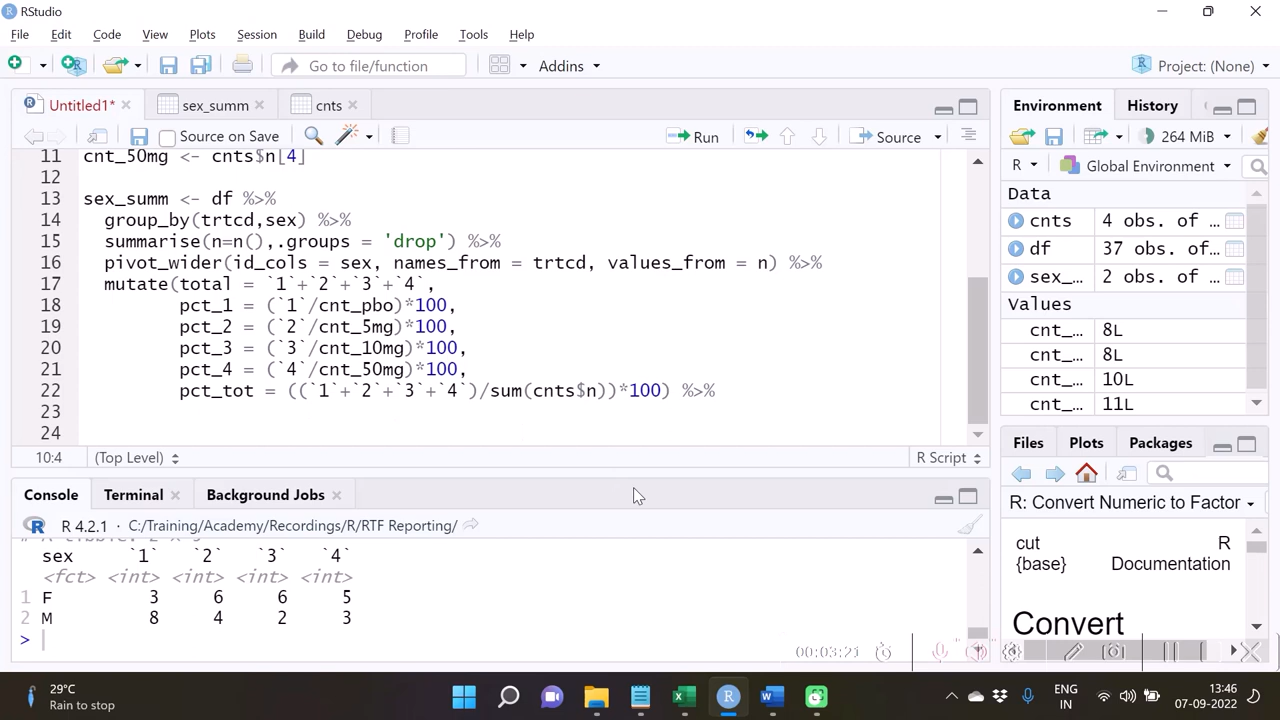 RStudio
File Edit Code View Plots Session Build Debug Profile Tools Help
Go to file/function Addins Project: (None)
Untitled1* sex_summ cnts
Source on Save Run Source
11 cnt_50mg <- cnts$n[4]
12
13 sex_summ <- df %>%
14 group_by(trtcd,sex) %>%
15 summarise(n=n(),.groups = 'drop') %>%
16 pivot_wider(id_cols = sex, names_from = trtcd, values_from = n) %>%
17 mutate(total = `1`+`2`+`3`+`4`,
18 pct_1 = (`1`/cnt_pbo)*100,
19 pct_2 = (`2`/cnt_5mg)*100,
20 pct_3 = (`3`/cnt_10mg)*100,
21 pct_4 = (`4`/cnt_50mg)*100,
22 pct_tot = ((`1`+`2`+`3`+`4`)/sum(cnts$n))*100) %>%
23
24
10:4 (Top Level) R Script
Console Terminal Background Jobs
R 4.2.1 · C:/Training/Academy/Recordings/R/RTF Reporting/
sex `1` `2` `3` `4`
<fct> <int> <int> <int> <int>
1 F 3 6 6 5
2 M 8 4 2 3
>
Environment History
264 MiB
R Global Environment
Data
cnts 4 obs. of …
df 37 obs. of …
sex_… 2 obs. of …
Values
cnt_… 8L
cnt_… 8L
cnt_… 10L
cnt_… 11L
Files Plots Packages
R: Convert Numeric to Factor
cut R
{base} Documentation
Convert
00:03:21
29°C
Rain to stop
ENG
IN
13:46
07-09-2022